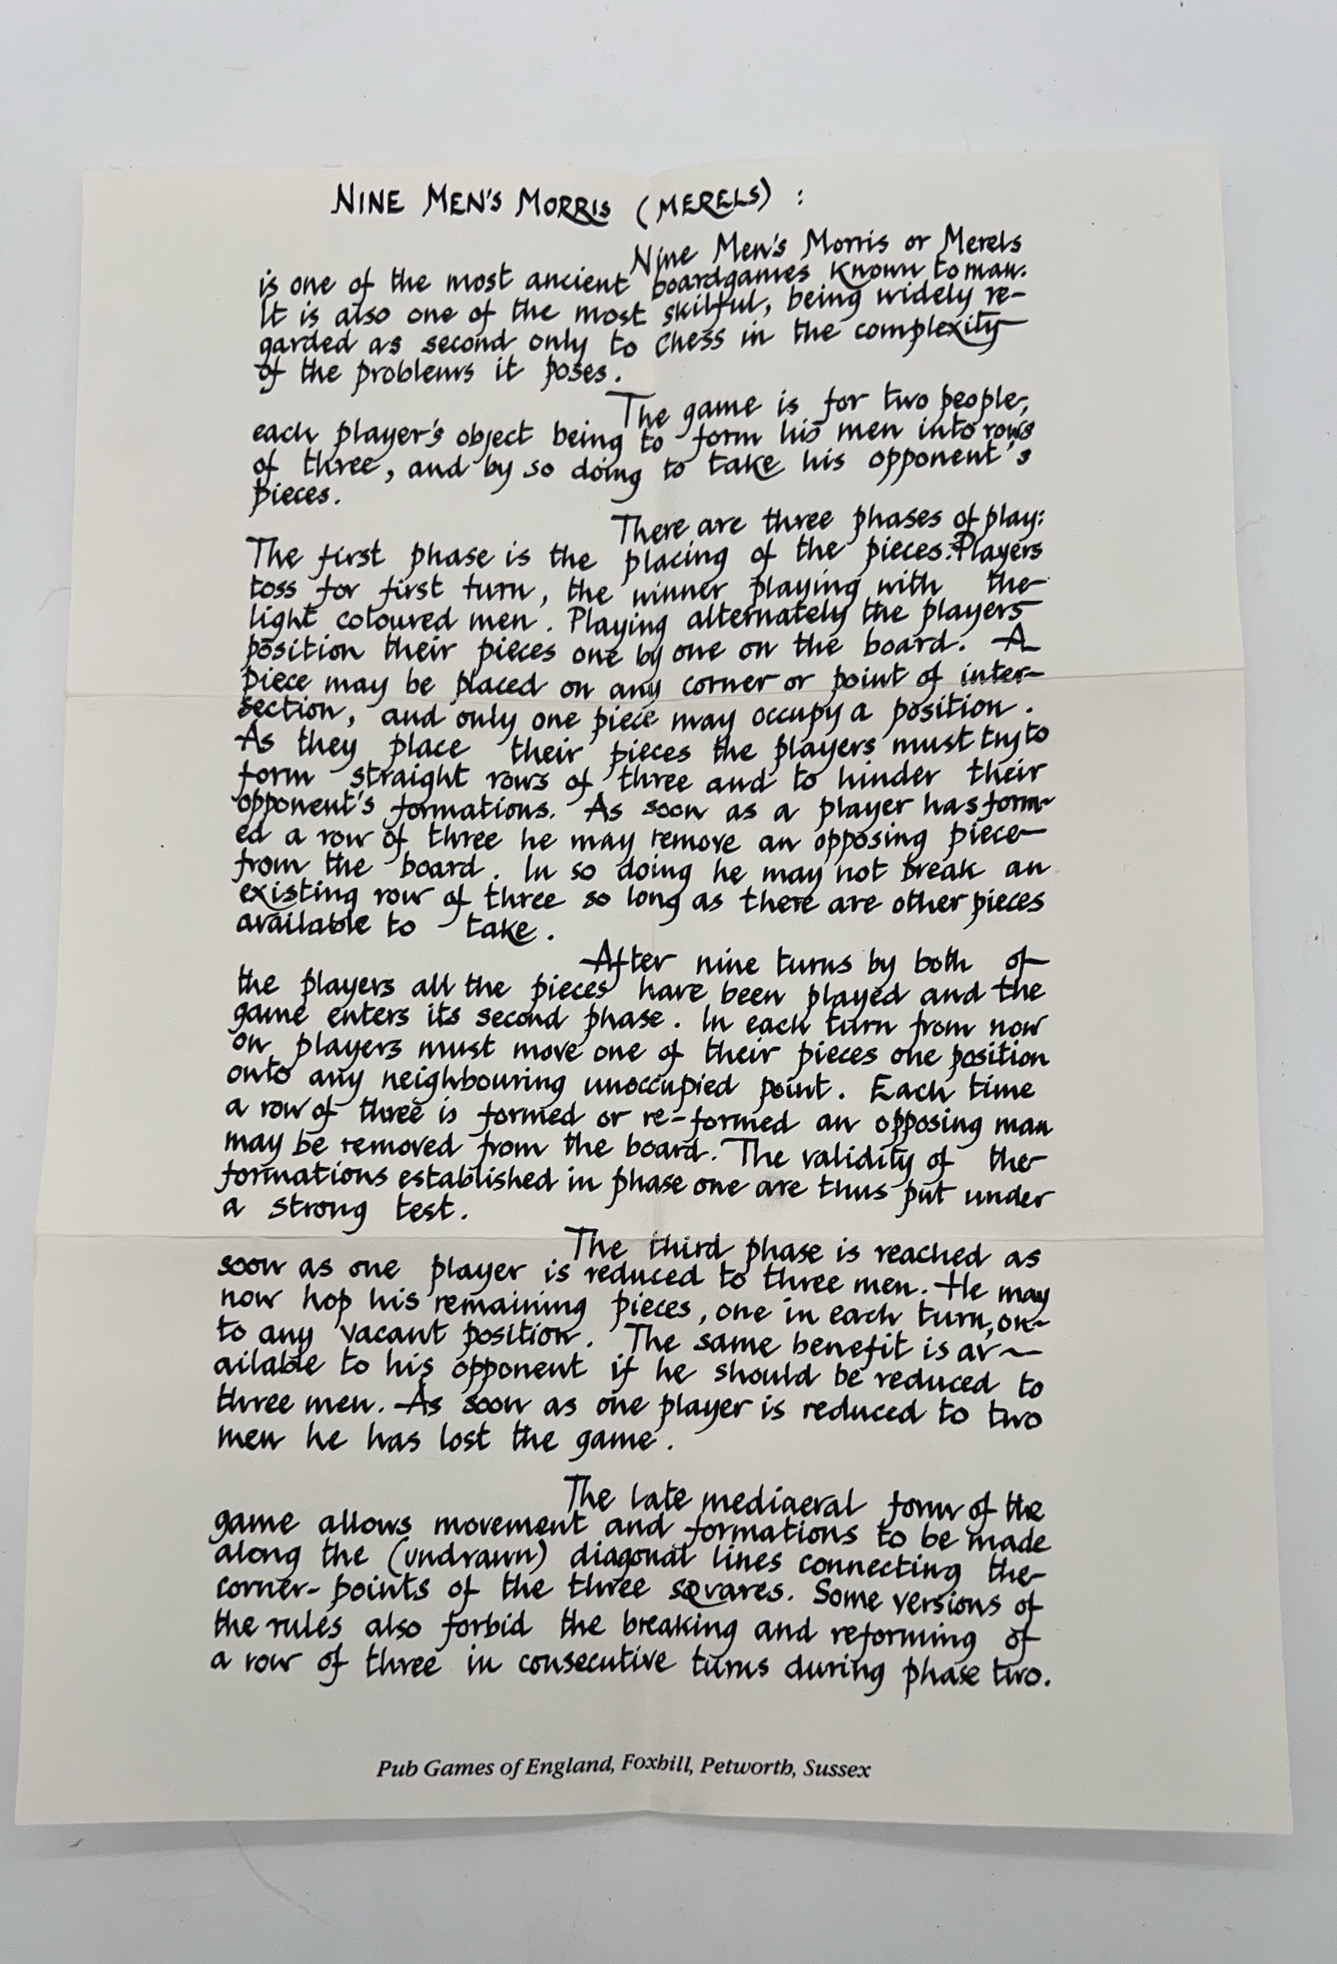 NINE MEN'S MORRIS (MERELS) :
Nine Men's Morris or Merels
is one of the most ancient boardgames known to man.
It is also one of the most skilful, being widely re-
garded as second only to Chess in the complexity
of the problems it poses.
The game is for two people,
each player's object being to form his men into rows
of three, and by so doing to take his opponent's
pieces.
There are three phases of play:
The first phase is the placing of the pieces. Players
toss for first turn, the winner playing with the
light coloured men. Playing alternately the players
position their pieces one by one on the board. A
piece may be placed on any corner or point of inter-
section, and only one piece may occupy a position.
As they place their pieces the players must try to
form straight rows of three and to hinder their
opponent's formations. As soon as a player has form-
ed a row of three he may remove an opposing piece
from the board. In so doing he may not break an
existing row of three so long as there are other pieces
available to take.
After nine turns by both of
the players all the pieces have been played and the
game enters its second phase. In each turn from now
on players must move one of their pieces one position
onto any neighbouring unoccupied point. Each time
a row of three is formed or re-formed an opposing man
may be removed from the board. The validity of the
formations established in phase one are thus put under
a strong test.
The third phase is reached as
soon as one player is reduced to three men. He may
now hop his remaining pieces, one in each turn, on-
to any vacant position. The same benefit is av-
ailable to his opponent if he should be reduced to
three men. As soon as one player is reduced to two
men he has lost the game.
The late mediaeval form of the
game allows movement and formations to be made
along the (undrawn) diagonal lines connecting the
corner-points of the three squares. Some versions of
the rules also forbid the breaking and reforming of
a row of three in consecutive turns during phase two.
Pub Games of England, Foxhill, Petworth, Sussex